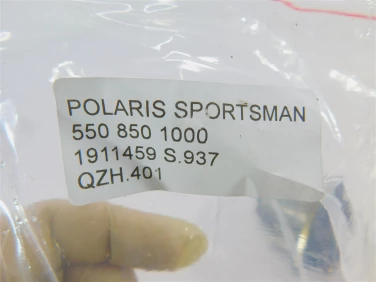 POLARIS SPORTSMAN
550 850 1000
1911459 S.937
QZH.401